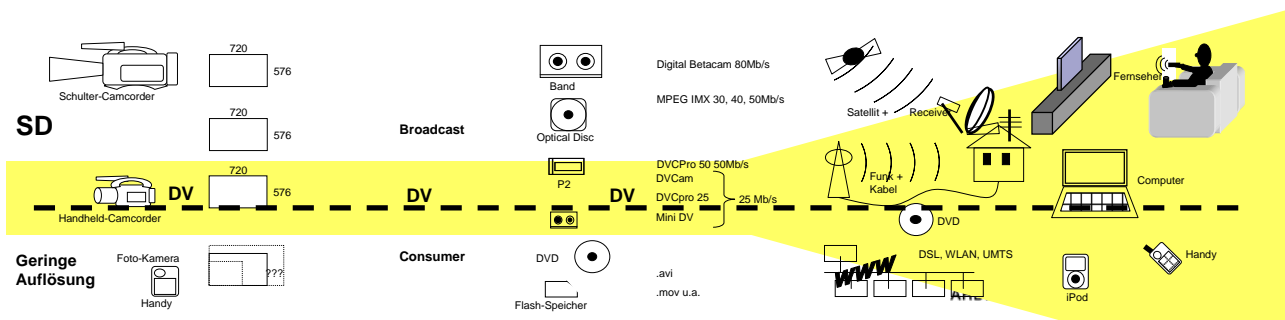 720
576
Schulter-Camcorder
SD
576
720
576
DV
Handheld-Camcorder
Geringe
Auflösung
Foto-Kamera
Handy
???
Broadcast
DV
Consumer
Band
Optical Disc
P2
DV
DVD
Flash-Speicher
Digital Betacam 80Mb/s
MPEG IMX 30, 40, 50Mb/s
DVCPro 50 50Mb/s
DVCam
DVCpro 25
Mini DV
25 Mb/s
.avi
.mov u.a.
Satellit + Receiver
Funk +
Kabel
DVD
DSL, WLAN, UMTS
WWW
Fernseher
Computer
iPod
Handy